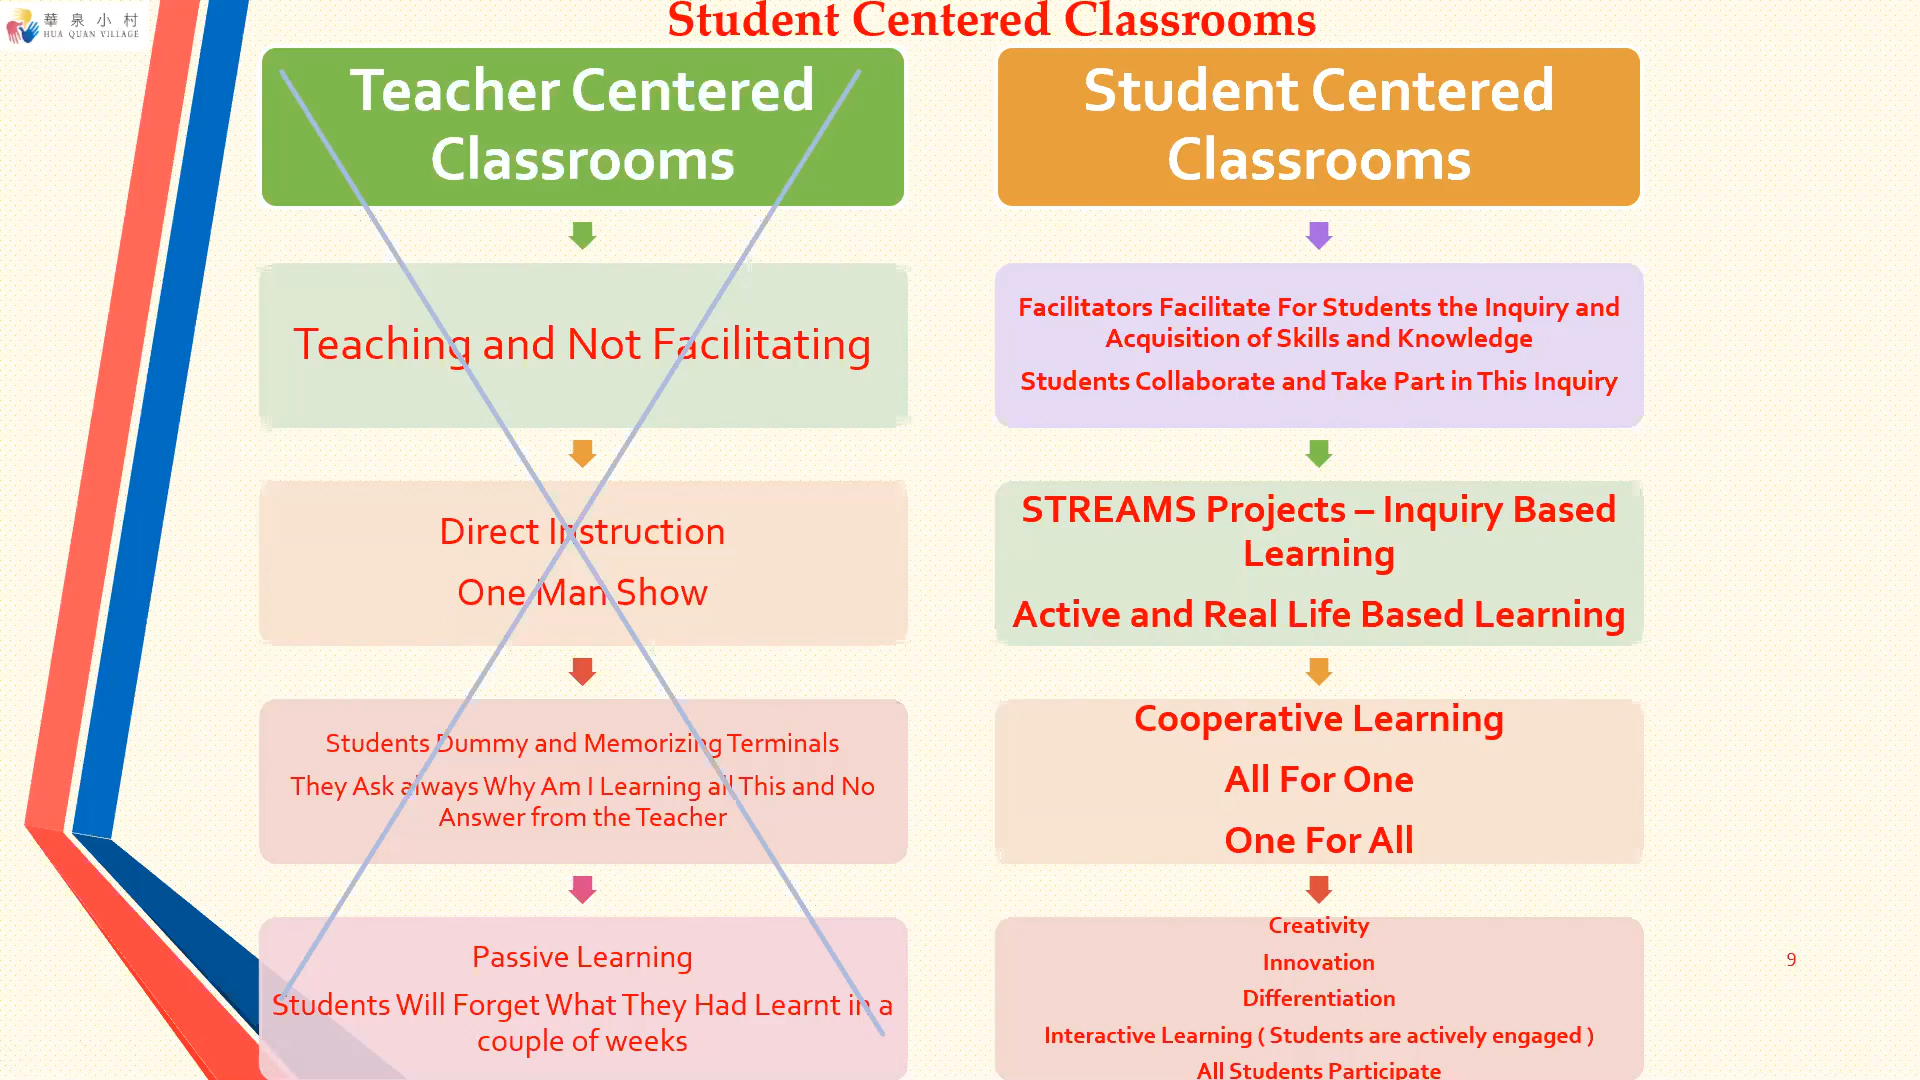 華泉小村
HUA QUAN VILLAGE
Student Centered Classrooms
Teacher Centered
Classrooms
Teaching and Not Facilitating
Direct Instruction
One Man Show
Students Dummy and Memorizing Terminals
They Ask always Why Am I Learning all This and No
Answer from the Teacher
Passive Learning
Students Will Forget What They Had Learnt in a
couple of weeks
Student Centered
Classrooms
Facilitators Facilitate For Students the Inquiry and
Acquisition of Skills and Knowledge
Students Collaborate and Take Part in This Inquiry
STREAMS Projects – Inquiry Based
Learning
Active and Real Life Based Learning
Cooperative Learning
All For One
One For All
Creativity
Innovation
Differentiation
Interactive Learning ( Students are actively engaged )
All Students Participate
9